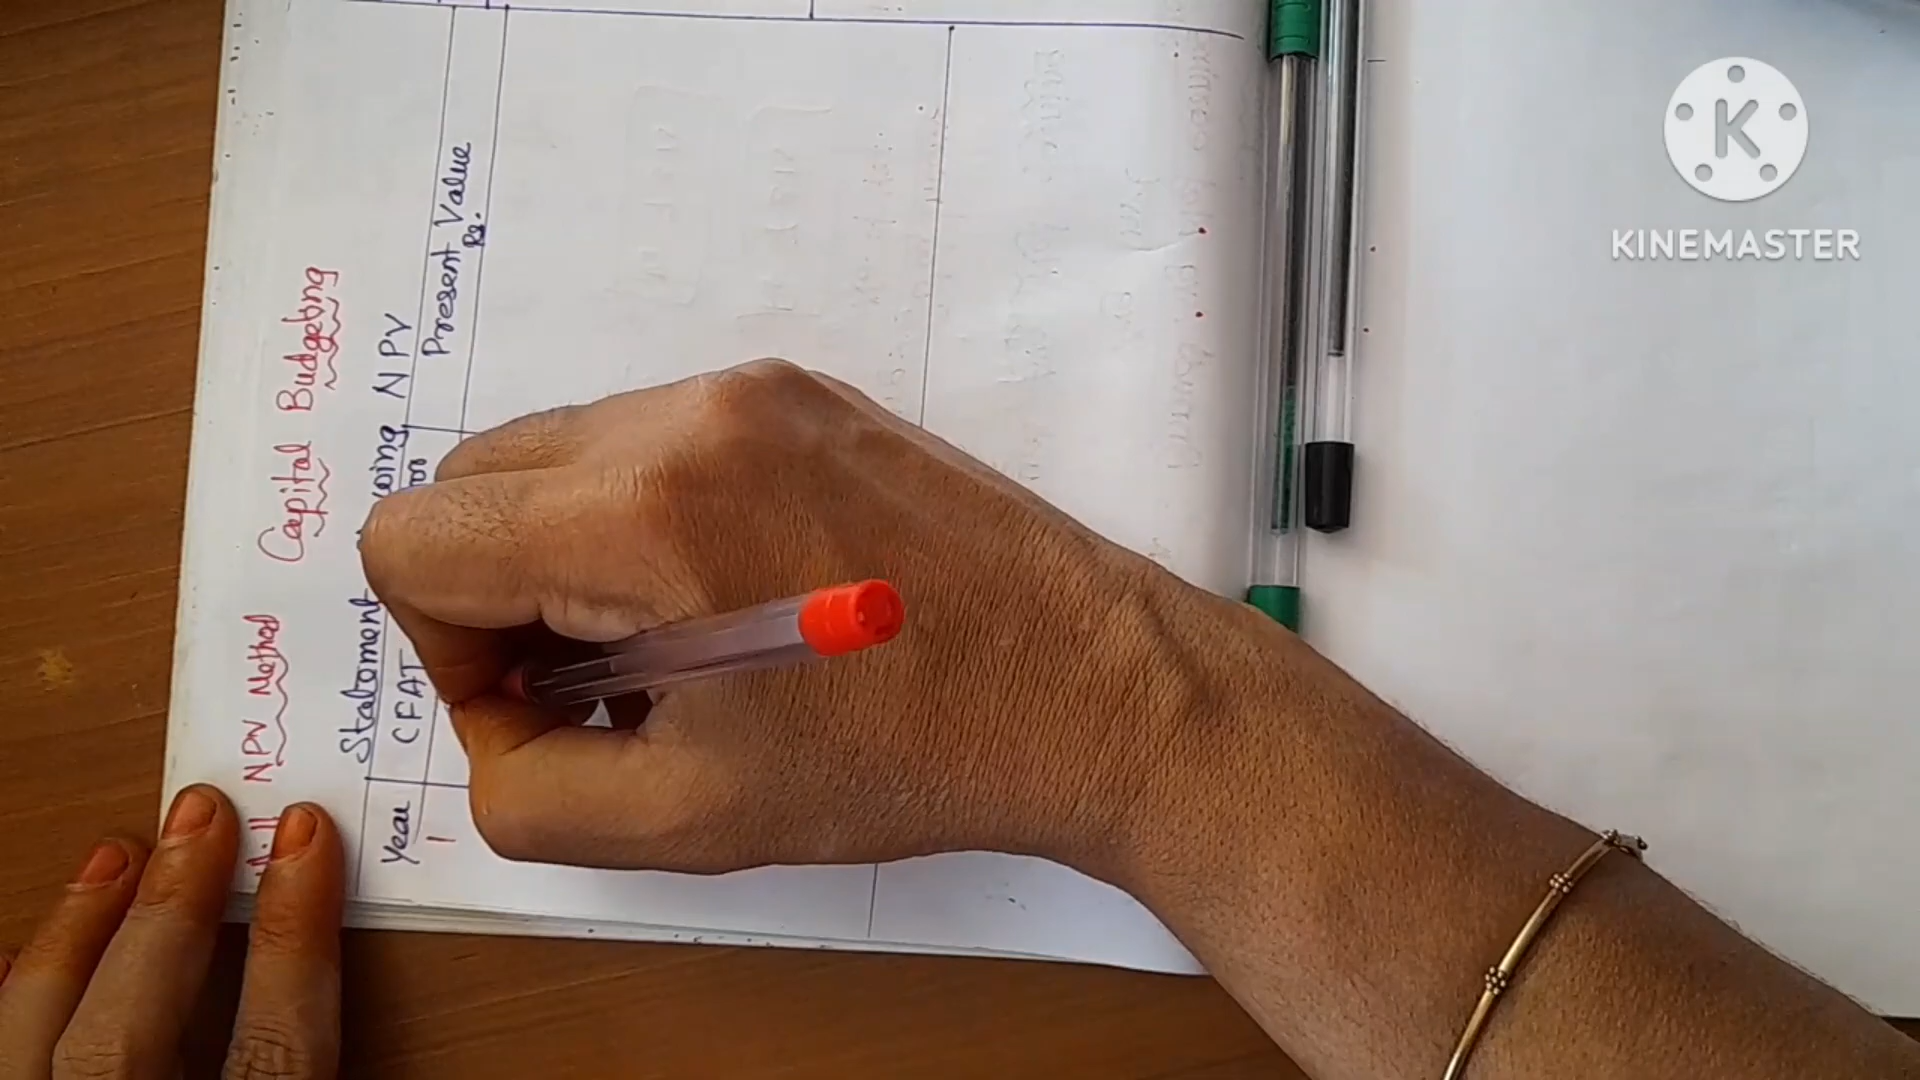 NPV Method Capital Budgeting
Statement NPV
Year CFAT Present Value
Rs.
1
K
KINEMASTER